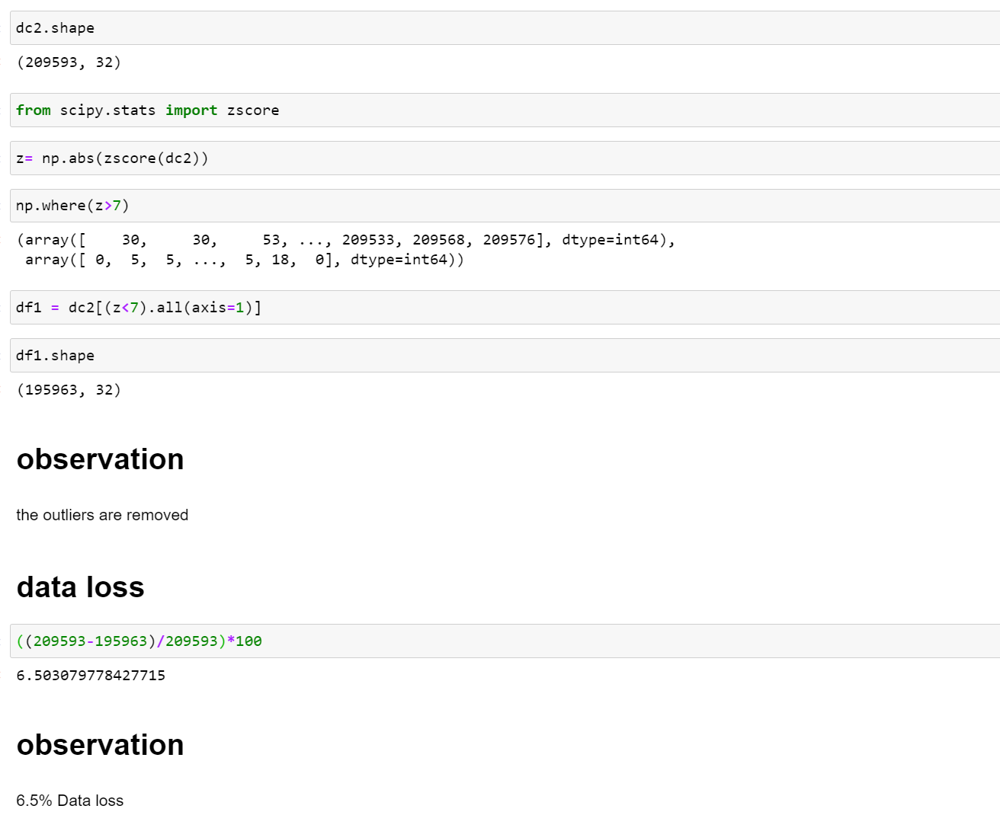 dc2.shape
(209593, 32)
from scipy.stats import zscore
z= np.abs(zscore(dc2))
np.where(z>7)
(array([    30,     30,     53, ..., 209533, 209568, 209576], dtype=int64),
 array([ 0,  5,  5, ...,  5, 18,  0], dtype=int64))
df1 = dc2[(z<7).all(axis=1)]
df1.shape
(195963, 32)
observation
the outliers are removed
data loss
((209593-195963)/209593)*100
6.503079778427715
observation
6.5% Data loss